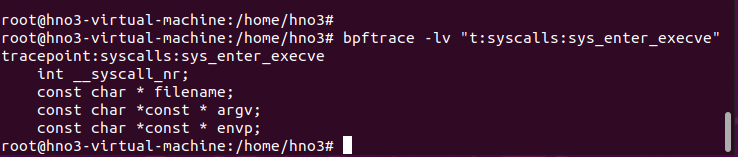 root@hno3-virtual-machine:/home/hno3#
root@hno3-virtual-machine:/home/hno3# bpftrace -lv "t:syscalls:sys_enter_execve"
tracepoint:syscalls:sys_enter_execve
    int __syscall_nr;
    const char * filename;
    const char *const * argv;
    const char *const * envp;
root@hno3-virtual-machine:/home/hno3#